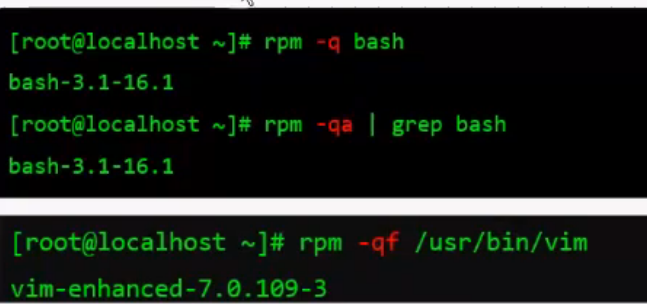 [root@localhost ~]# rpm -q bash
bash-3.1-16.1
[root@localhost ~]# rpm -qa | grep bash
bash-3.1-16.1
[root@localhost ~]# rpm -qf /usr/bin/vim
vim-enhanced-7.0.109-3